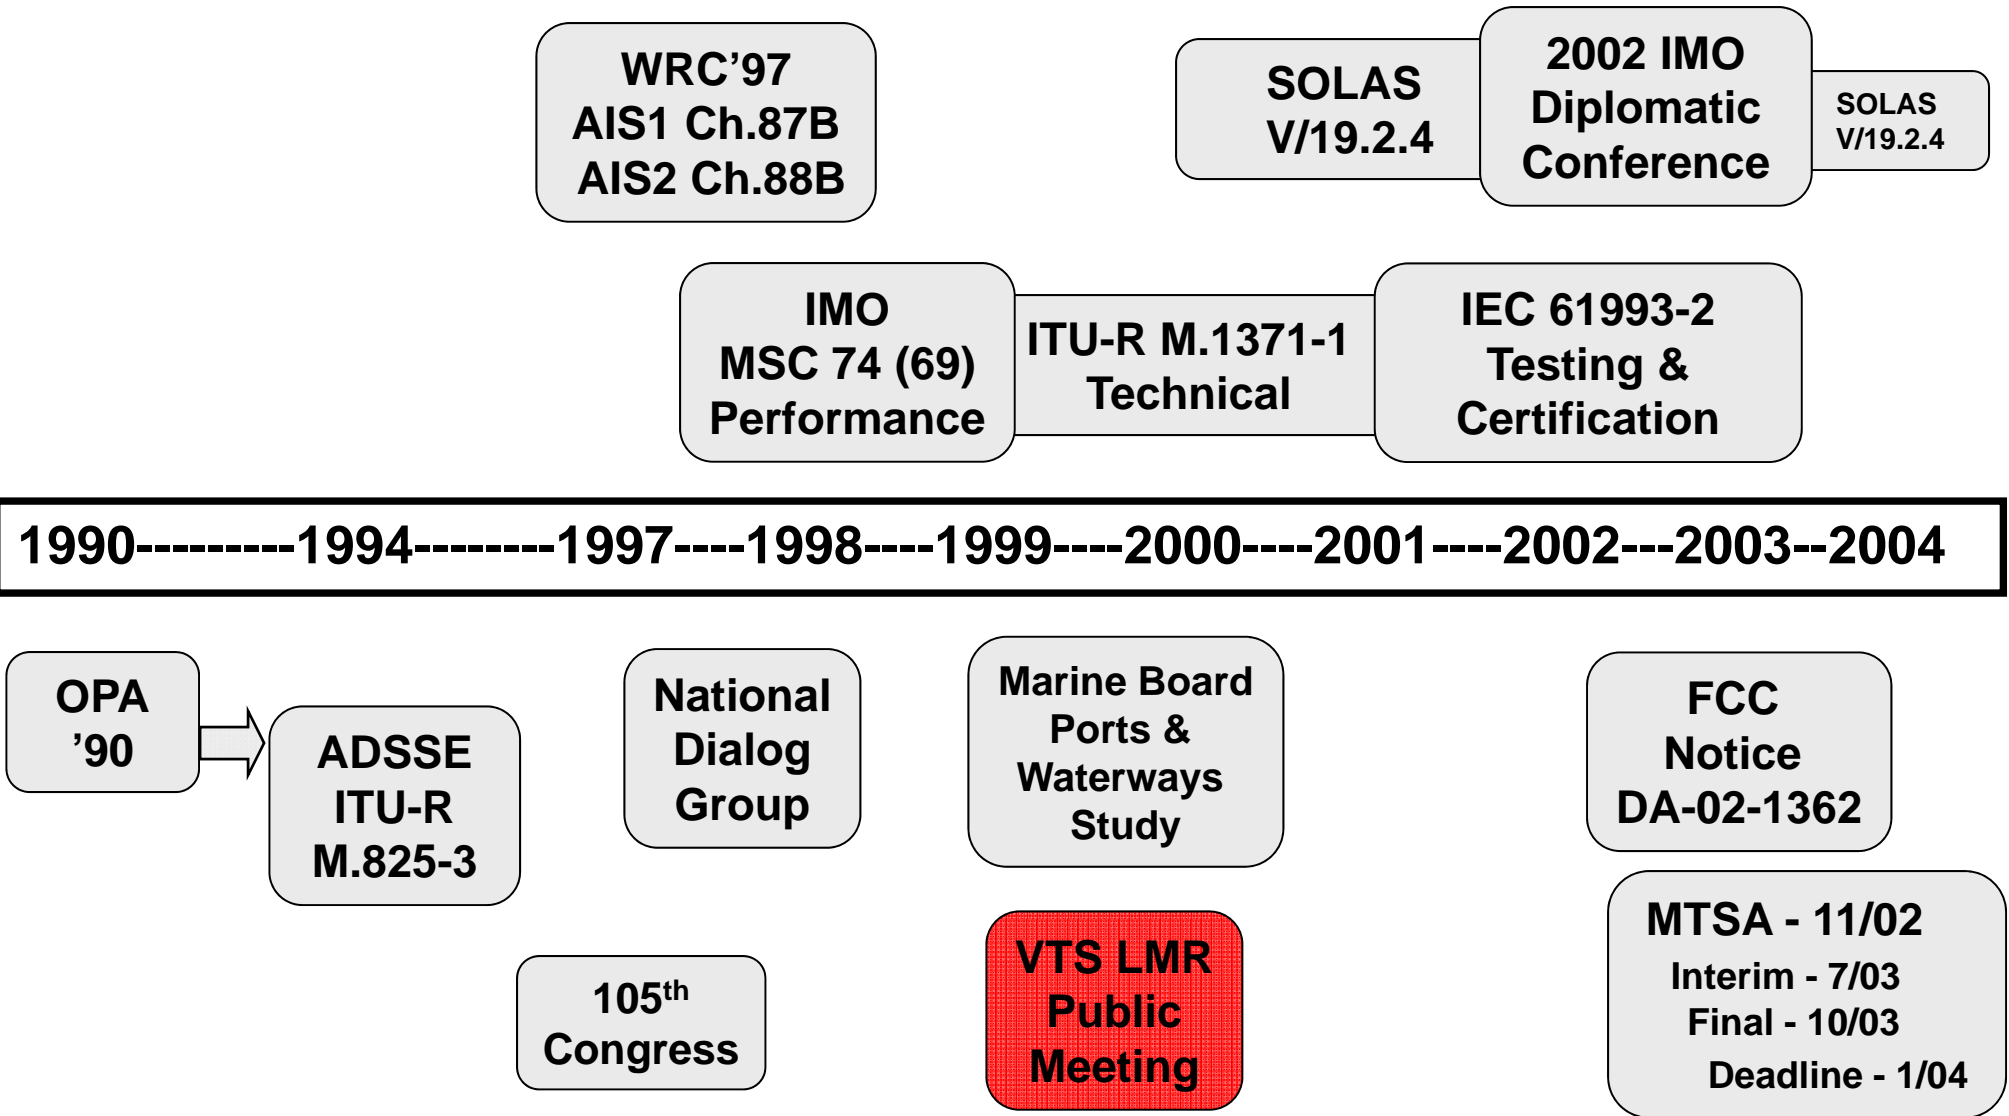 WRC’97
AIS1 Ch.87B
AIS2 Ch.88B
SOLAS
V/19.2.4
2002 IMO
Diplomatic
Conference
SOLAS
V/19.2.4
IMO
MSC 74 (69)
Performance
ITU-R M.1371-1
Technical
IEC 61993-2
Testing &
Certification
1990---------1994--------1997----1998----1999----2000----2001----2002---2003--2004
OPA
’90
ADSSE
ITU-R
M.825-3
National
Dialog
Group
Marine Board
Ports &
Waterways
Study
FCC
Notice
DA-02-1362
105th
Congress
VTS LMR
Public
Meeting
MTSA - 11/02
Interim - 7/03
Final - 10/03
Deadline - 1/04